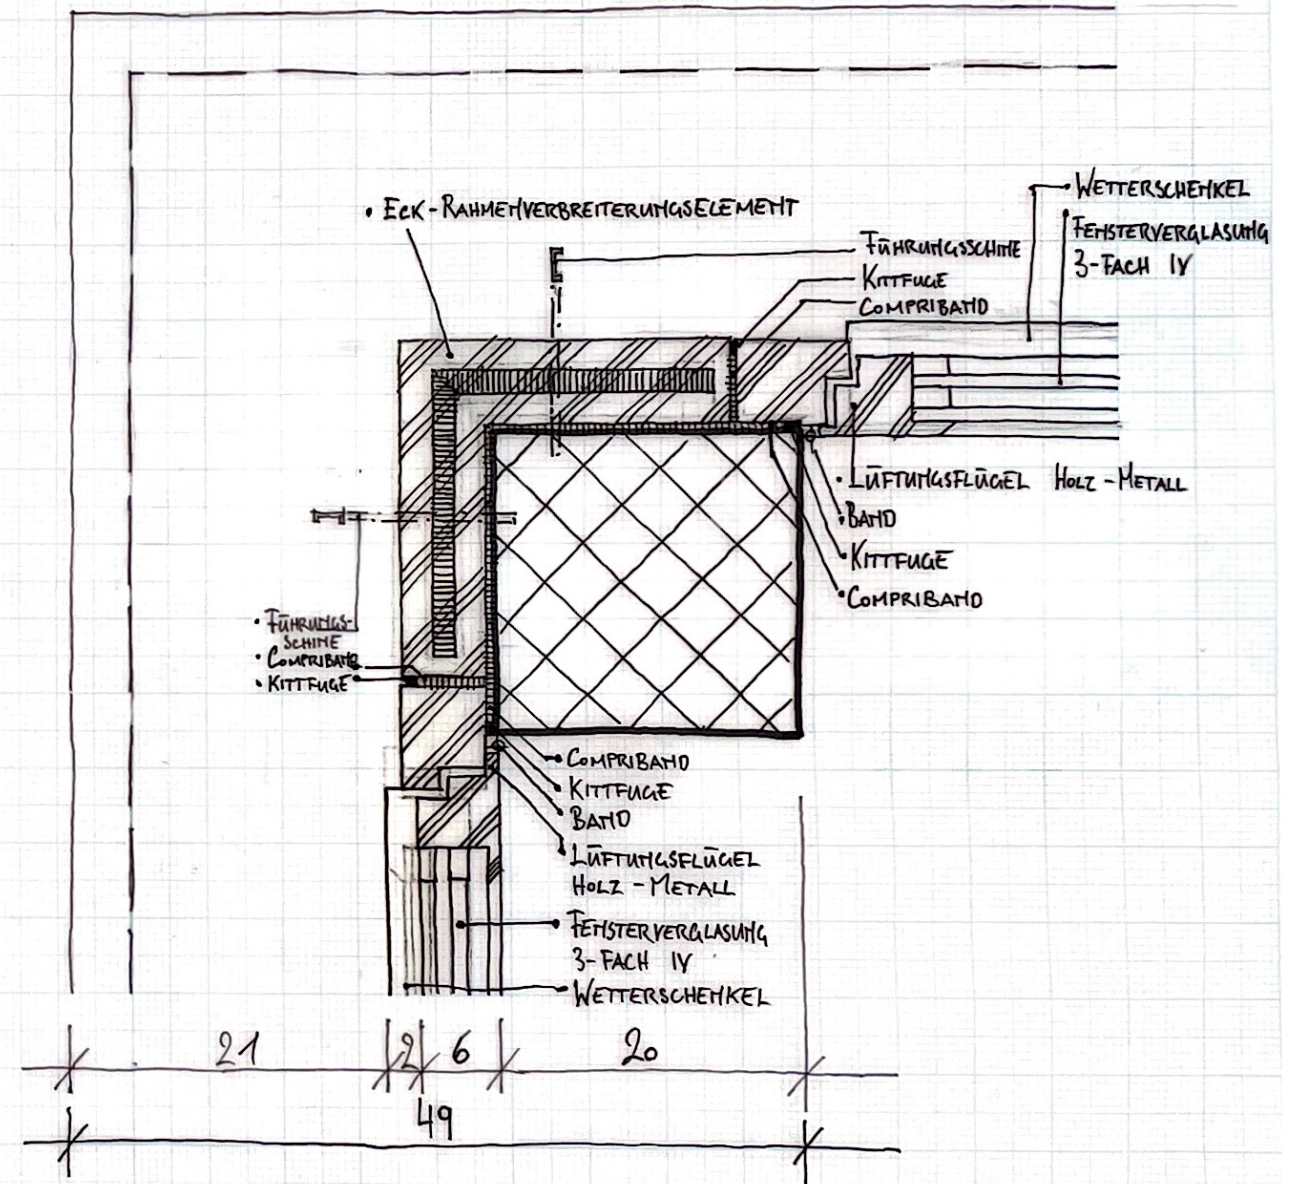 WETTERSCHENKEL
• ECK-RAHMENVERBREITERUNGSELEMENT
FENSTERVERGLASUNG
3-FACH IV
FÜHRUNGSSCHINE
KITTFUGE
COMPRIBAND
• LÜFTUNGSFLÜGEL HOLZ-METALL
• BAND
• KITTFUGE
• COMPRIBAND
• FÜHRUNGS-
SCHINE
• COMPRIBAND
• KITTFUGE
COMPRIBAND
KITTFUGE
BAND
LÜFTUNGSFLÜGEL
HOLZ-METALL
FENSTERVERGLASUNG
3-FACH IV
WETTERSCHENKEL
21 2 6 20
49